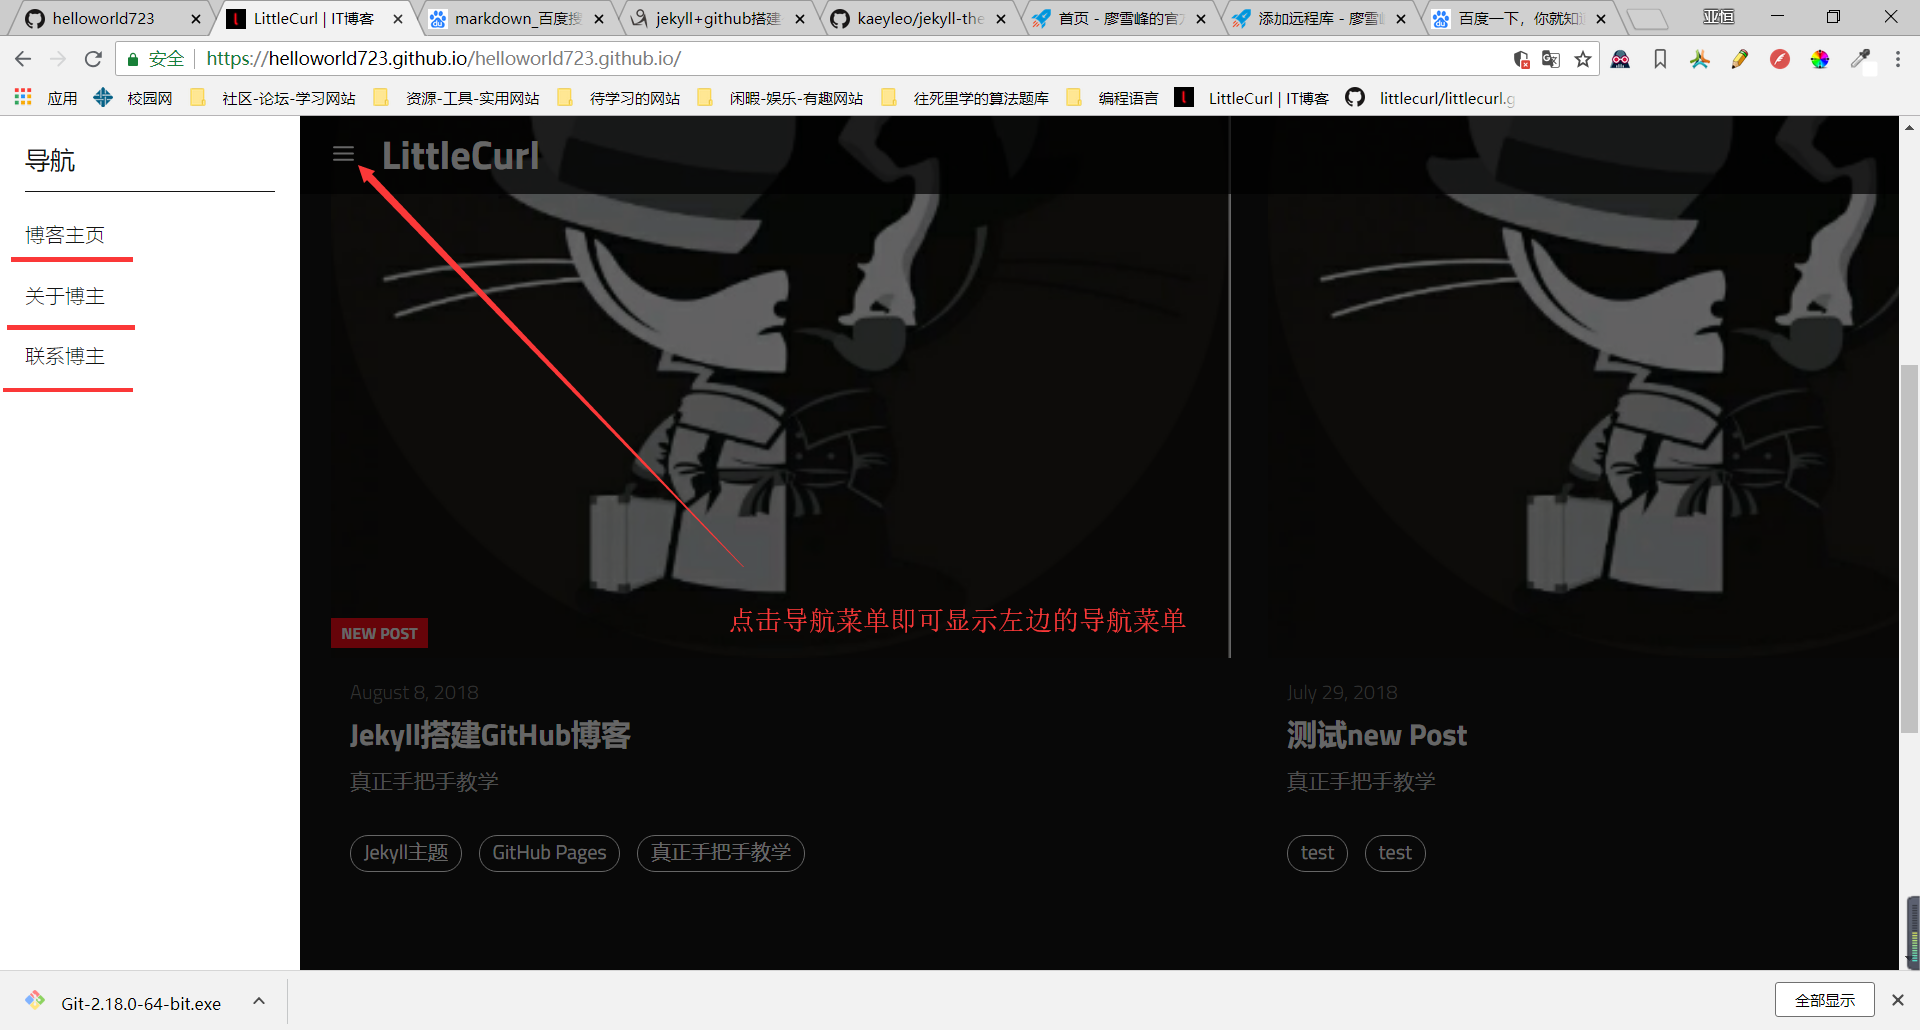 helloworld723
LittleCurl | IT博客
markdown_百度搜
jekyll+github搭建
kaeyleo/jekyll-the
首页 - 廖雪峰的官
添加远程库 - 廖雪
百度一下，你就知
亚恒
安全
https://helloworld723.github.io/helloworld723.github.io/
应用
校园网
社区-论坛-学习网站
资源-工具-实用网站
待学习的网站
闲暇-娱乐-有趣网站
往死里学的算法题库
编程语言
LittleCurl | IT博客
littlecurl/littlecurl.g
导航
博客主页
关于博主
联系博主
LittleCurl
点击导航菜单即可显示左边的导航菜单
NEW POST
August 8, 2018
Jekyll搭建GitHub博客
真正手把手教学
Jekyll主题
GitHub Pages
真正手把手教学
July 29, 2018
测试new Post
真正手把手教学
test
test
Git-2.18.0-64-bit.exe
全部显示